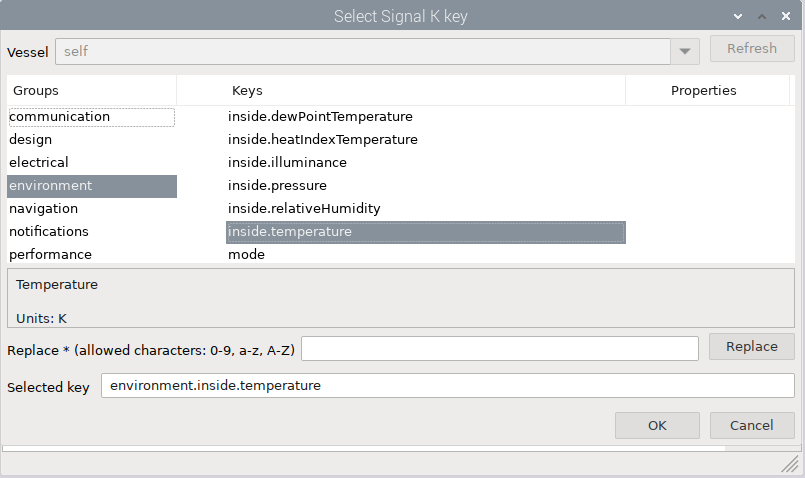 Select Signal K key
Vessel self Refresh
Groups Keys Properties
communication inside.dewPointTemperature
design inside.heatIndexTemperature
electrical inside.illuminance
environment inside.pressure
navigation inside.relativeHumidity
notifications inside.temperature
performance mode
Temperature
Units: K
Replace * (allowed characters: 0-9, a-z, A-Z) Replace
Selected key environment.inside.temperature
OK Cancel